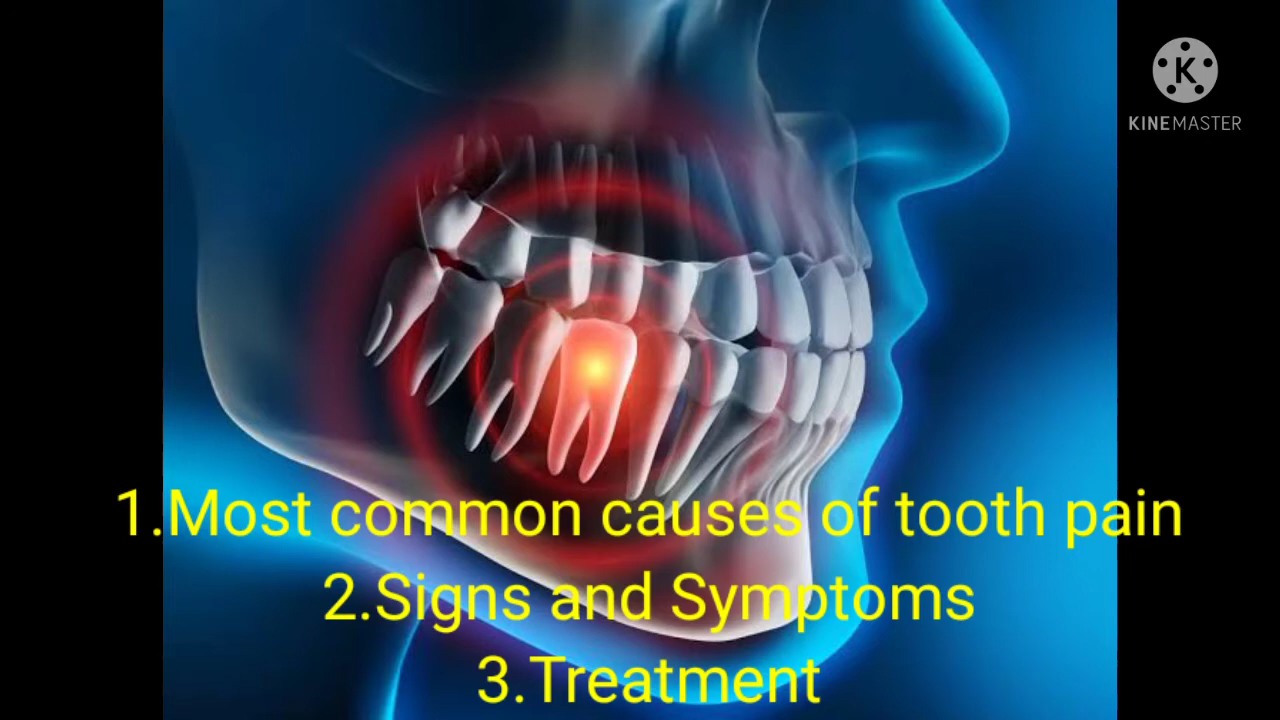 K
KINEMASTER
1.Most common causes of tooth pain
2.Signs and Symptoms
3.Treatment